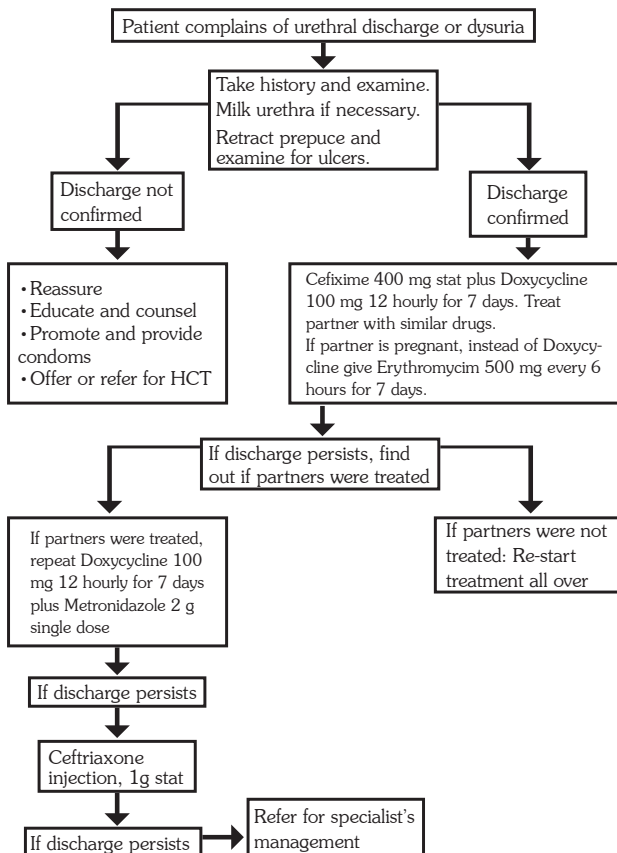 Patient complains of urethral discharge or dysuria
Take history and examine.
Milk urethra if necessary.
Retract prepuce and
examine for ulcers.
Discharge not
confirmed
Discharge
confirmed
• Reassure
• Educate and counsel
• Promote and provide
condoms
• Offer or refer for HCT
Cefixime 400 mg stat plus Doxycycline
100 mg 12 hourly for 7 days. Treat
partner with similar drugs.
If partner is pregnant, instead of Doxycy-
cline give Erythromycim 500 mg every 6
hours for 7 days.
If discharge persists, find
out if partners were treated
If partners were treated,
repeat Doxycycline 100
mg 12 hourly for 7 days
plus Metronidazole 2 g
single dose
If partners were not
treated: Re-start
treatment all over
If discharge persists
Ceftriaxone
injection, 1g stat
If discharge persists
Refer for specialist's
management